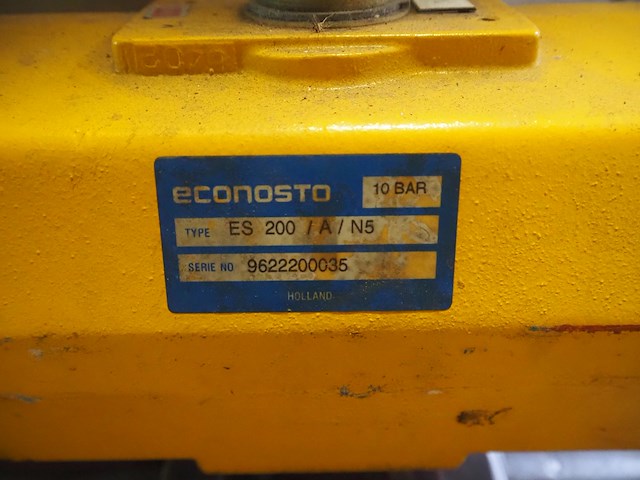 econosto 10 BAR
TYPE ES 200 / A / N5
SERIE NO 9622200035
HOLLAND